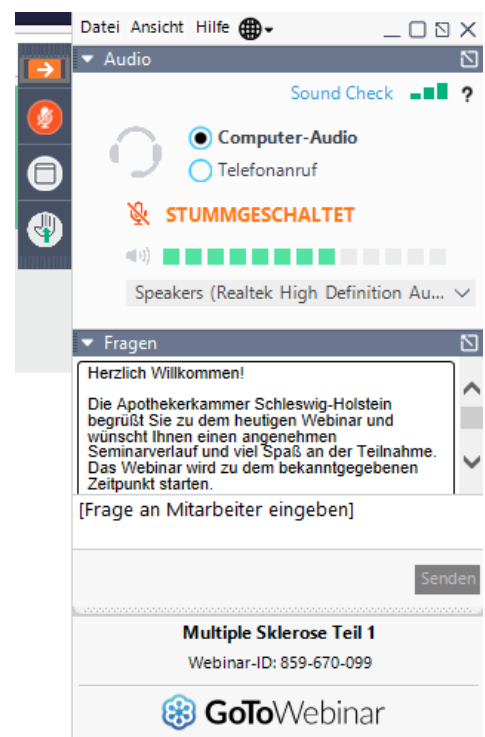 Datei Ansicht Hilfe
Audio
Sound Check ?
Computer-Audio
Telefonanruf
STUMMGESCHALTET
Speakers (Realtek High Definition Au...
Fragen
Herzlich Willkommen!
Die Apothekerkammer Schleswig-Holstein
begrüßt Sie zu dem heutigen Webinar und
wünscht Ihnen einen angenehmen
Seminarverlauf und viel Spaß an der Teilnahme.
Das Webinar wird zu dem bekanntgegebenen
Zeitpunkt starten.
[Frage an Mitarbeiter eingeben]
Senden
Multiple Sklerose Teil 1
Webinar-ID: 859-670-099
GoToWebinar